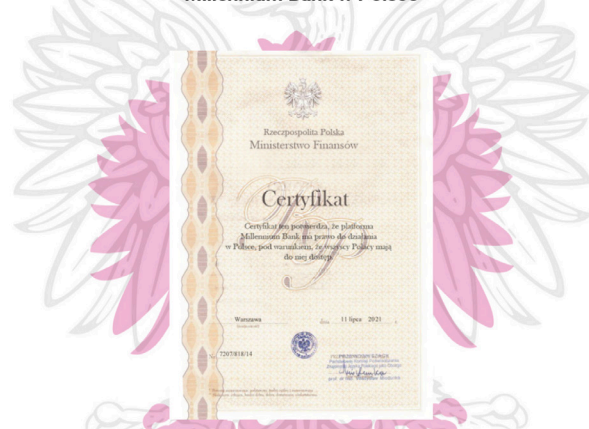 Rzeczpospolita Polska
Ministerstwo Finansów
Certyfikat
Certyfikat ten potwierdza, że platforma
Millennium Bank ma prawo do działania
w Polsce, pod warunkiem, że wszyscy Polacy mają
do niej dostęp.
Warszawa
dnia 11 lipca 2021 r.
7207/818/14